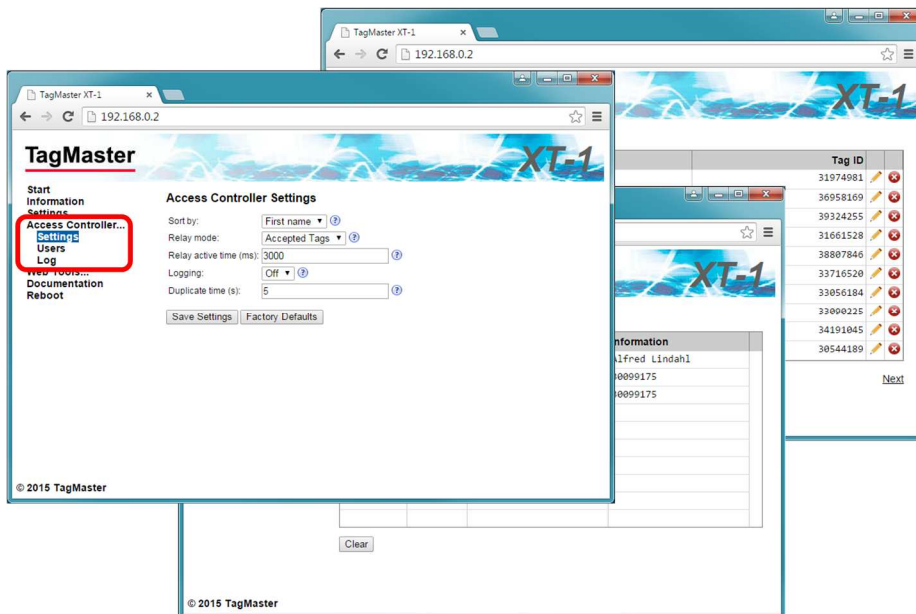 TagMaster XT-1
192.168.0.2
XT-1
Tag ID
31974981
36958169
39324255
31661528
38807846
33716520
33056184
33090225
34191045
30544189
Next
TagMaster XT-1
192.168.0.2
TagMaster
XT-1
Start
Information
Settings
Access Controller...
Settings
Users
Log
Web Tools...
Documentation
Reboot
Access Controller Settings
Sort by: First name
Relay mode: Accepted Tags
Relay active time (ms): 3000
Logging: Off
Duplicate time (s): 5
Save Settings Factory Defaults
© 2015 TagMaster
XT-1
Information
Alfred Lindahl
30099175
30099175
Clear
© 2015 TagMaster